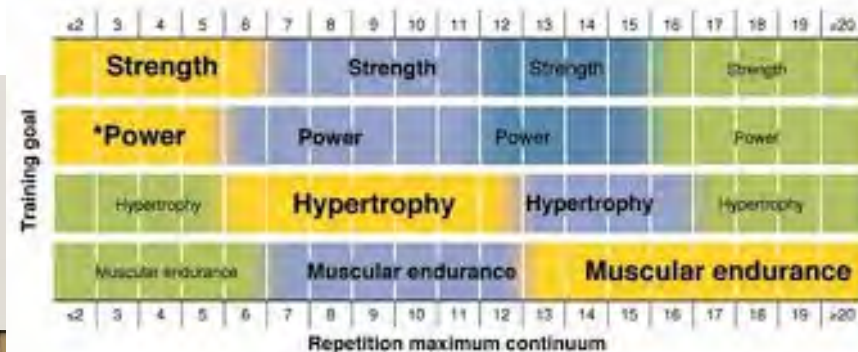 ≤2 3 4 5 6 7 8 9 10 11 12 13 14 15 16 17 18 19 ≥20
Training goal
Strength Strength Strength Strength
*Power Power Power Power
Hypertrophy Hypertrophy Hypertrophy
Muscular endurance Muscular endurance Muscular endurance
≤2 3 4 5 6 7 8 9 10 11 12 13 14 15 16 17 18 19 ≥20
Repetition maximum continuum